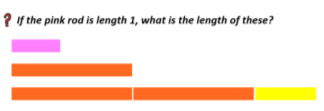 ? If the pink rod is length 1, what is the length of these?